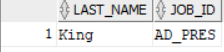 LAST_NAME JOB_ID
1 King AD_PRES